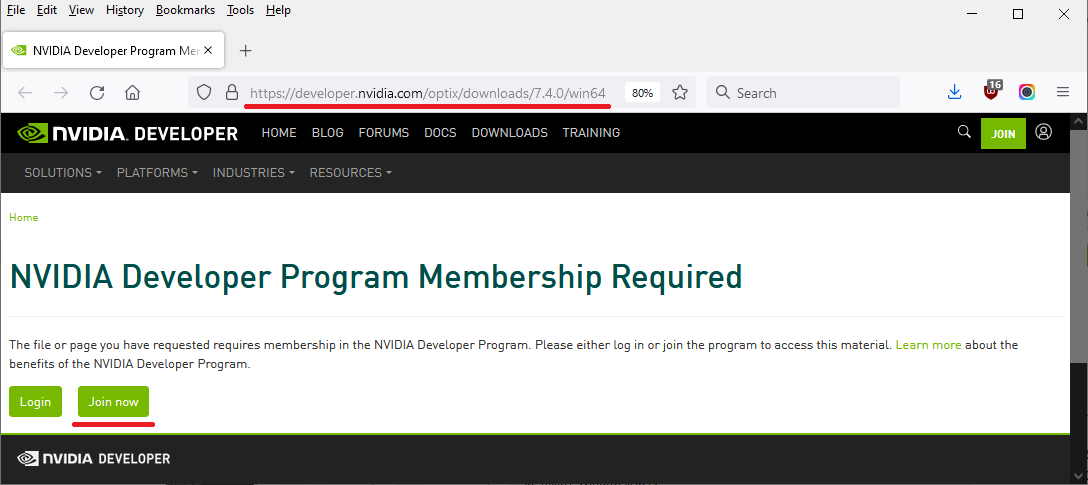 File Edit View History Bookmarks Tools Help
NVIDIA Developer Program Me
https://developer.nvidia.com/optix/downloads/7.4.0/win64 80% Search 16
NVIDIA. DEVELOPER HOME BLOG FORUMS DOCS DOWNLOADS TRAINING JOIN
SOLUTIONS PLATFORMS INDUSTRIES RESOURCES
Home
NVIDIA Developer Program Membership Required
The file or page you have requested requires membership in the NVIDIA Developer Program. Please either log in or join the program to access this material. Learn more about the
benefits of the NVIDIA Developer Program.
Login Join now
NVIDIA DEVELOPER